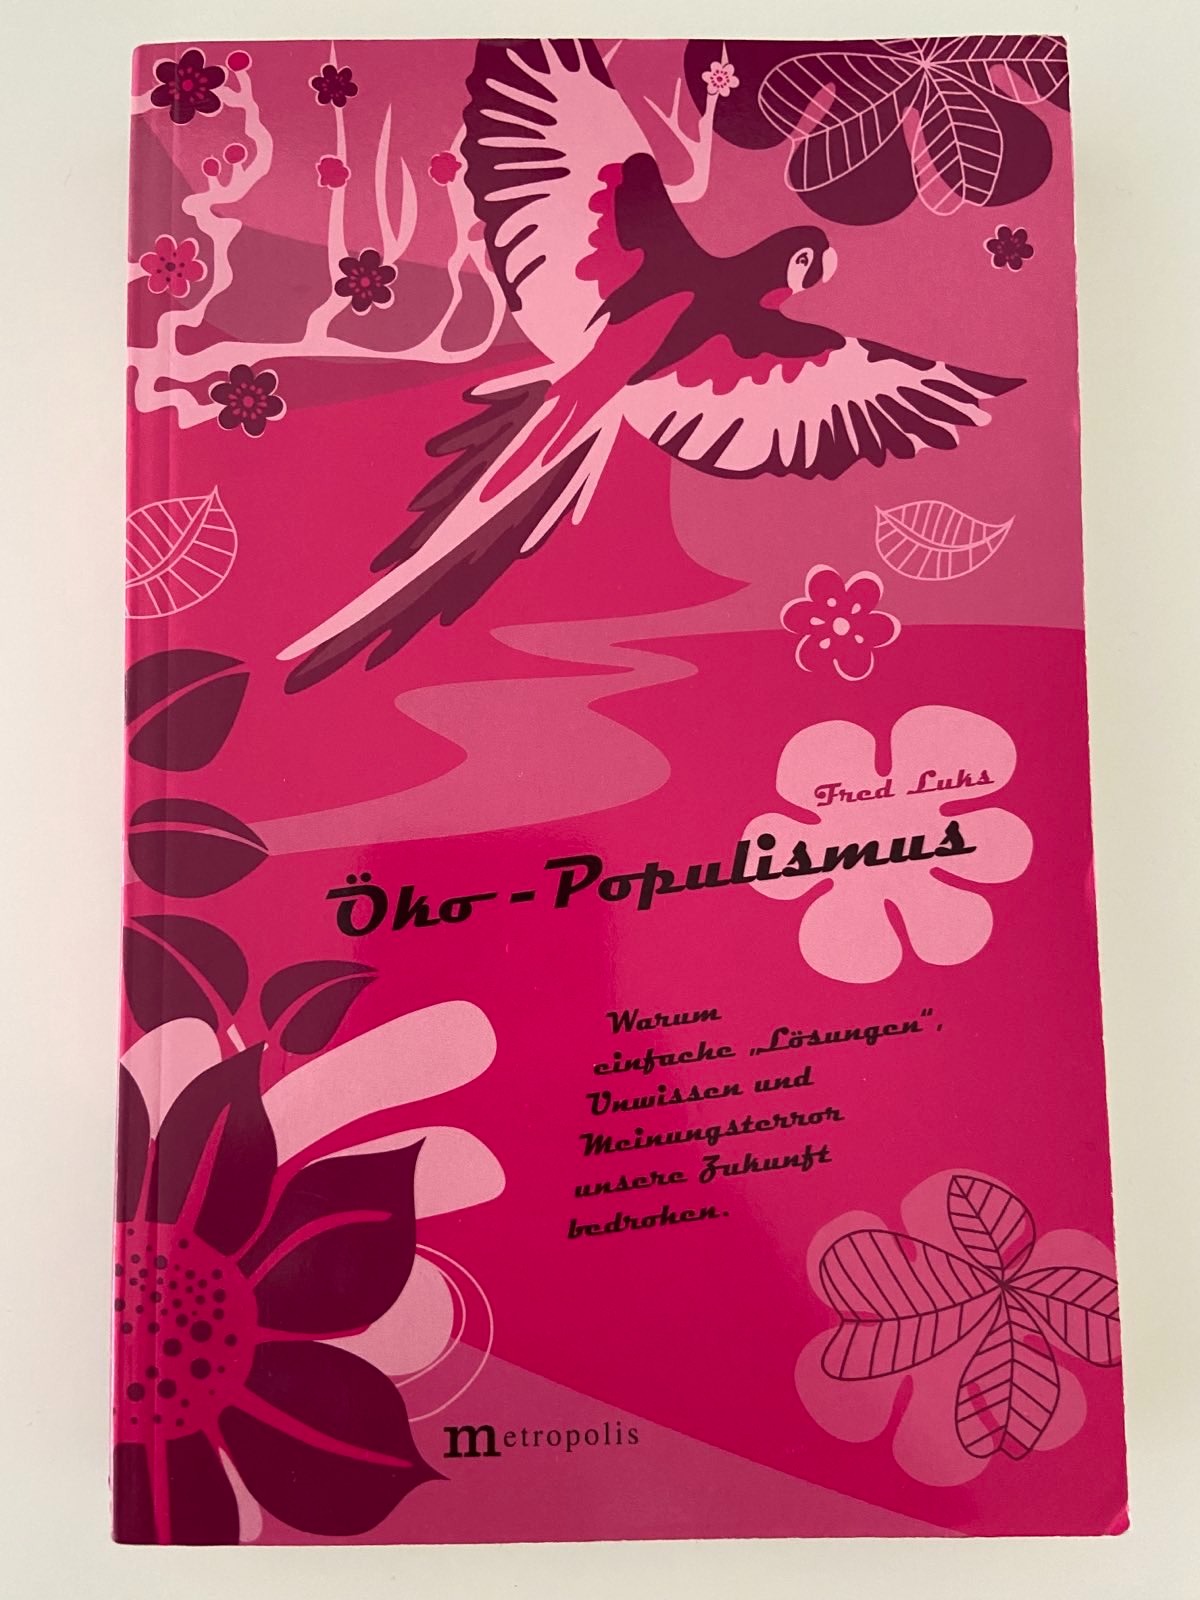 Fred Luks
Öko-Populismus
Warum
einfache „Lösungen“,
Unwissen und
Meinungsterror
unsere Zukunft
bedrohen.
metropolis